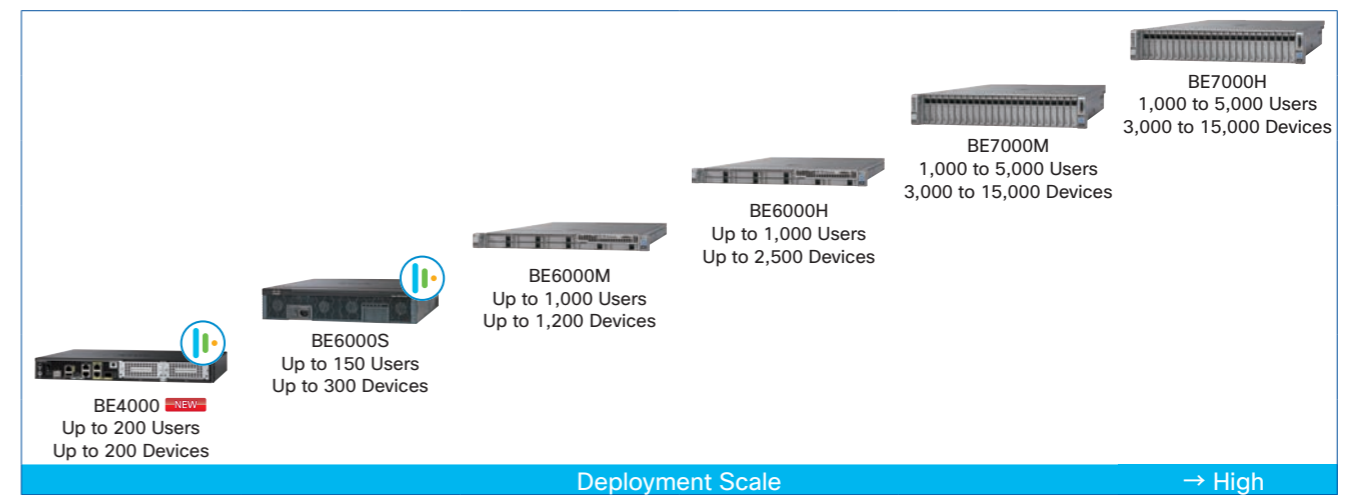 BE7000H
1,000 to 5,000 Users
3,000 to 15,000 Devices
BE7000M
1,000 to 5,000 Users
3,000 to 15,000 Devices
BE6000H
Up to 1,000 Users
Up to 2,500 Devices
BE6000M
Up to 1,000 Users
Up to 1,200 Devices
BE6000S
Up to 150 Users
Up to 300 Devices
BE4000 NEW
Up to 200 Users
Up to 200 Devices
Deployment Scale → High